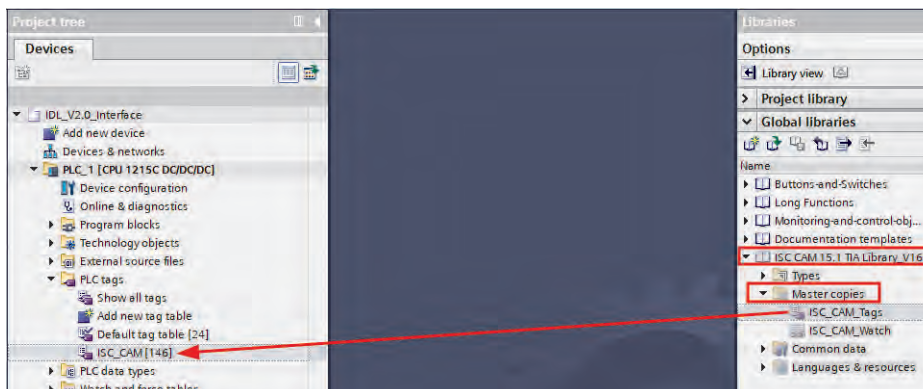 Project tree
Devices
IDL_V2.0_Interface
Add new device
Devices & networks
PLC_1 [CPU 1215C DC/DC/DC]
Device configuration
Online & diagnostics
Program blocks
Technology objects
External source files
PLC tags
Show all tags
Add new tag table
Default tag table [24]
ISC_CAM [146]
PLC data types
Watch and force tables
Libraries
Options
Library view
Project library
Global libraries
Name
Buttons-and-Switches
Long Functions
Monitoring-and-control-obj...
Documentation templates
ISC CAM 15.1 TIA Library_V16
Types
Master copies
ISC_CAM_Tags
ISC_CAM_Watch
Common data
Languages & resources